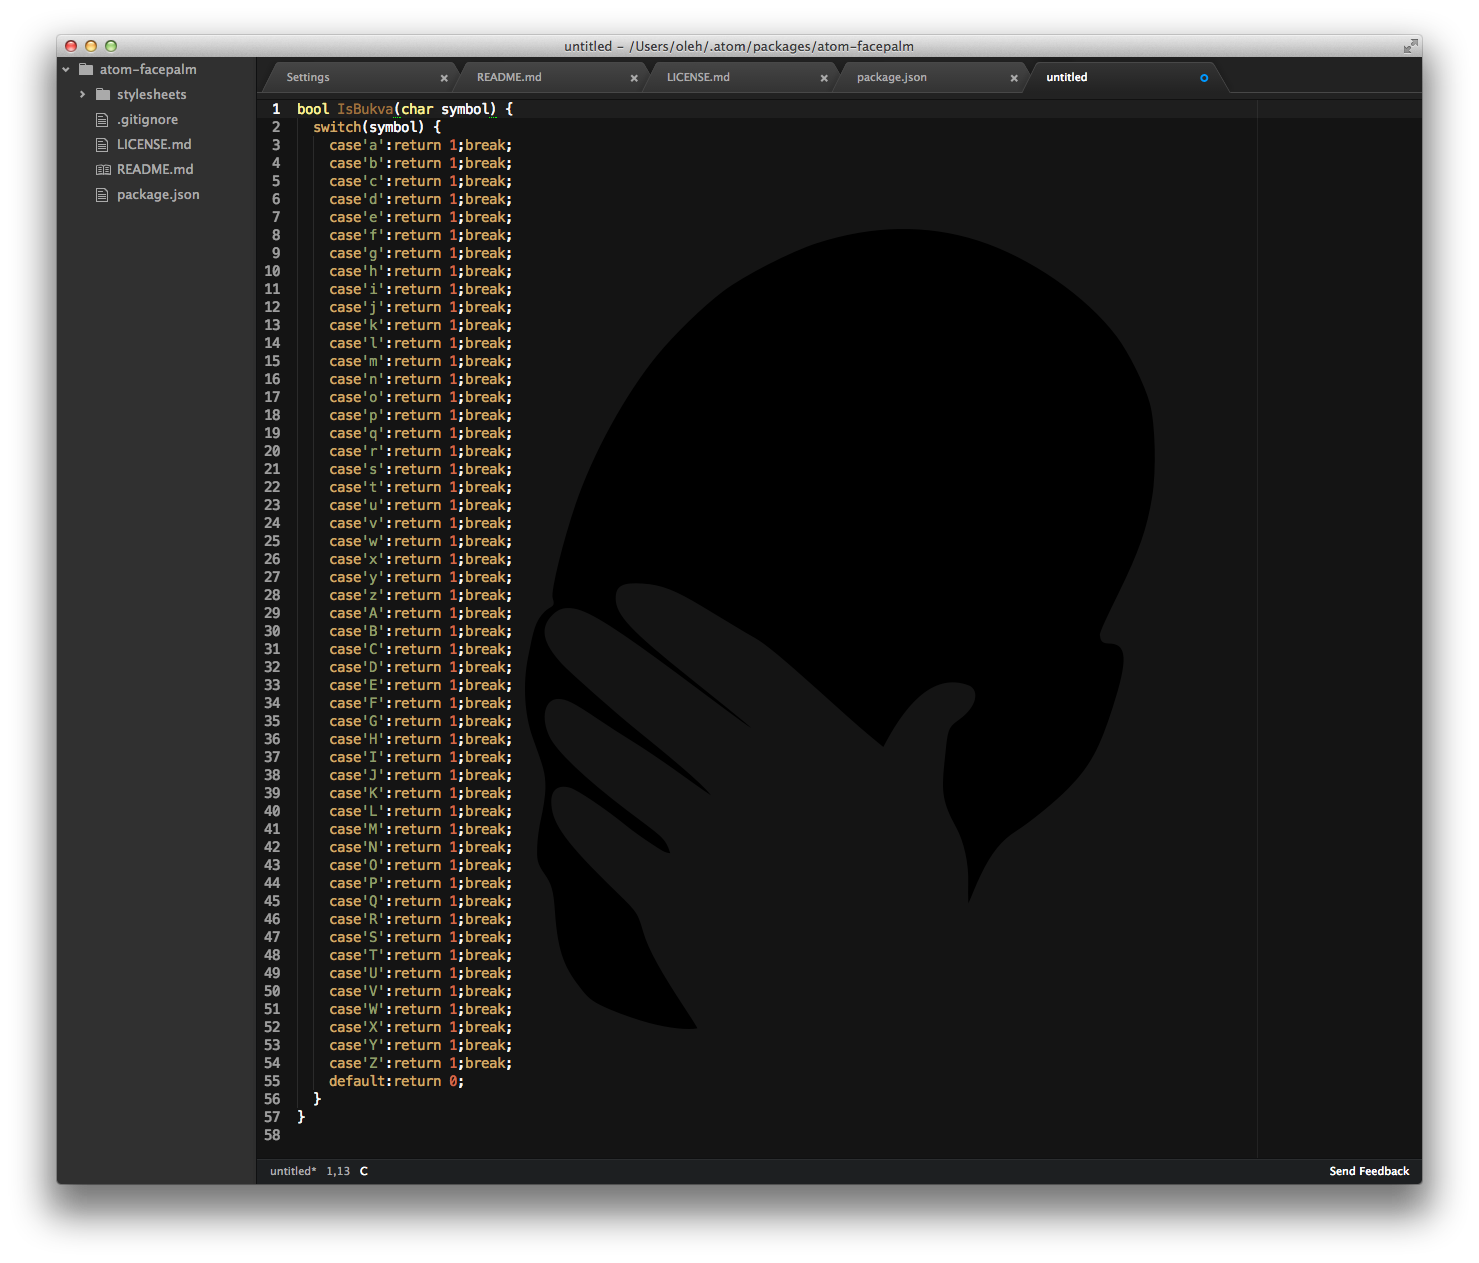 untitled – /Users/oleh/.atom/packages/atom-facepalm
atom-facepalm
stylesheets
.gitignore
LICENSE.md
README.md
package.json
Settings
README.md
LICENSE.md
package.json
untitled
1 bool IsBukva(char symbol) {
2   switch(symbol) {
3     case'a':return 1;break;
4     case'b':return 1;break;
5     case'c':return 1;break;
6     case'd':return 1;break;
7     case'e':return 1;break;
8     case'f':return 1;break;
9     case'g':return 1;break;
10     case'h':return 1;break;
11     case'i':return 1;break;
12     case'j':return 1;break;
13     case'k':return 1;break;
14     case'l':return 1;break;
15     case'm':return 1;break;
16     case'n':return 1;break;
17     case'o':return 1;break;
18     case'p':return 1;break;
19     case'q':return 1;break;
20     case'r':return 1;break;
21     case's':return 1;break;
22     case't':return 1;break;
23     case'u':return 1;break;
24     case'v':return 1;break;
25     case'w':return 1;break;
26     case'x':return 1;break;
27     case'y':return 1;break;
28     case'z':return 1;break;
29     case'A':return 1;break;
30     case'B':return 1;break;
31     case'C':return 1;break;
32     case'D':return 1;break;
33     case'E':return 1;break;
34     case'F':return 1;break;
35     case'G':return 1;break;
36     case'H':return 1;break;
37     case'I':return 1;break;
38     case'J':return 1;break;
39     case'K':return 1;break;
40     case'L':return 1;break;
41     case'M':return 1;break;
42     case'N':return 1;break;
43     case'O':return 1;break;
44     case'P':return 1;break;
45     case'Q':return 1;break;
46     case'R':return 1;break;
47     case'S':return 1;break;
48     case'T':return 1;break;
49     case'U':return 1;break;
50     case'V':return 1;break;
51     case'W':return 1;break;
52     case'X':return 1;break;
53     case'Y':return 1;break;
54     case'Z':return 1;break;
55     default:return 0;
56   }
57 }
58
untitled* 1,13 C
Send Feedback